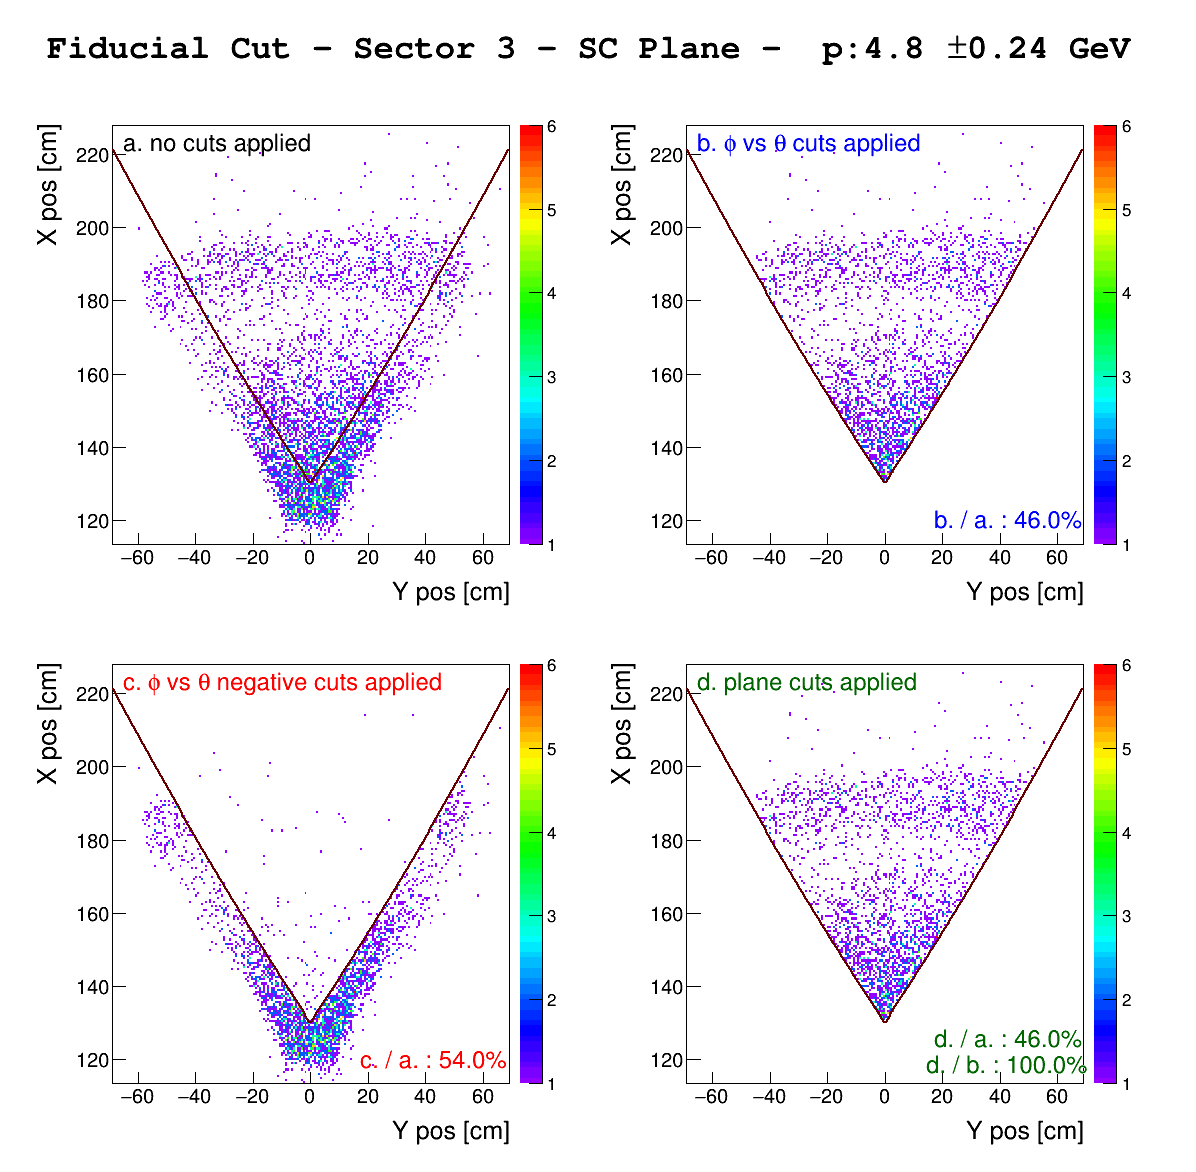 Fiducial Cut – Sector 3 – SC Plane – p:4.8 ±0.24 GeV
a. no cuts applied
X pos [cm]
220
200
180
160
140
120
−60 −40 −20 0 20 40 60
Y pos [cm]
6
5
4
3
2
1
b. ϕ vs θ cuts applied
X pos [cm]
220
200
180
160
140
120
b. / a. : 46.0%
−60 −40 −20 0 20 40 60
Y pos [cm]
6
5
4
3
2
1
c. ϕ vs θ negative cuts applied
X pos [cm]
220
200
180
160
140
120
c. / a. : 54.0%
−60 −40 −20 0 20 40 60
Y pos [cm]
6
5
4
3
2
1
d. plane cuts applied
X pos [cm]
220
200
180
160
140
120
d. / a. : 46.0%
d. / b. : 100.0%
−60 −40 −20 0 20 40 60
Y pos [cm]
6
5
4
3
2
1